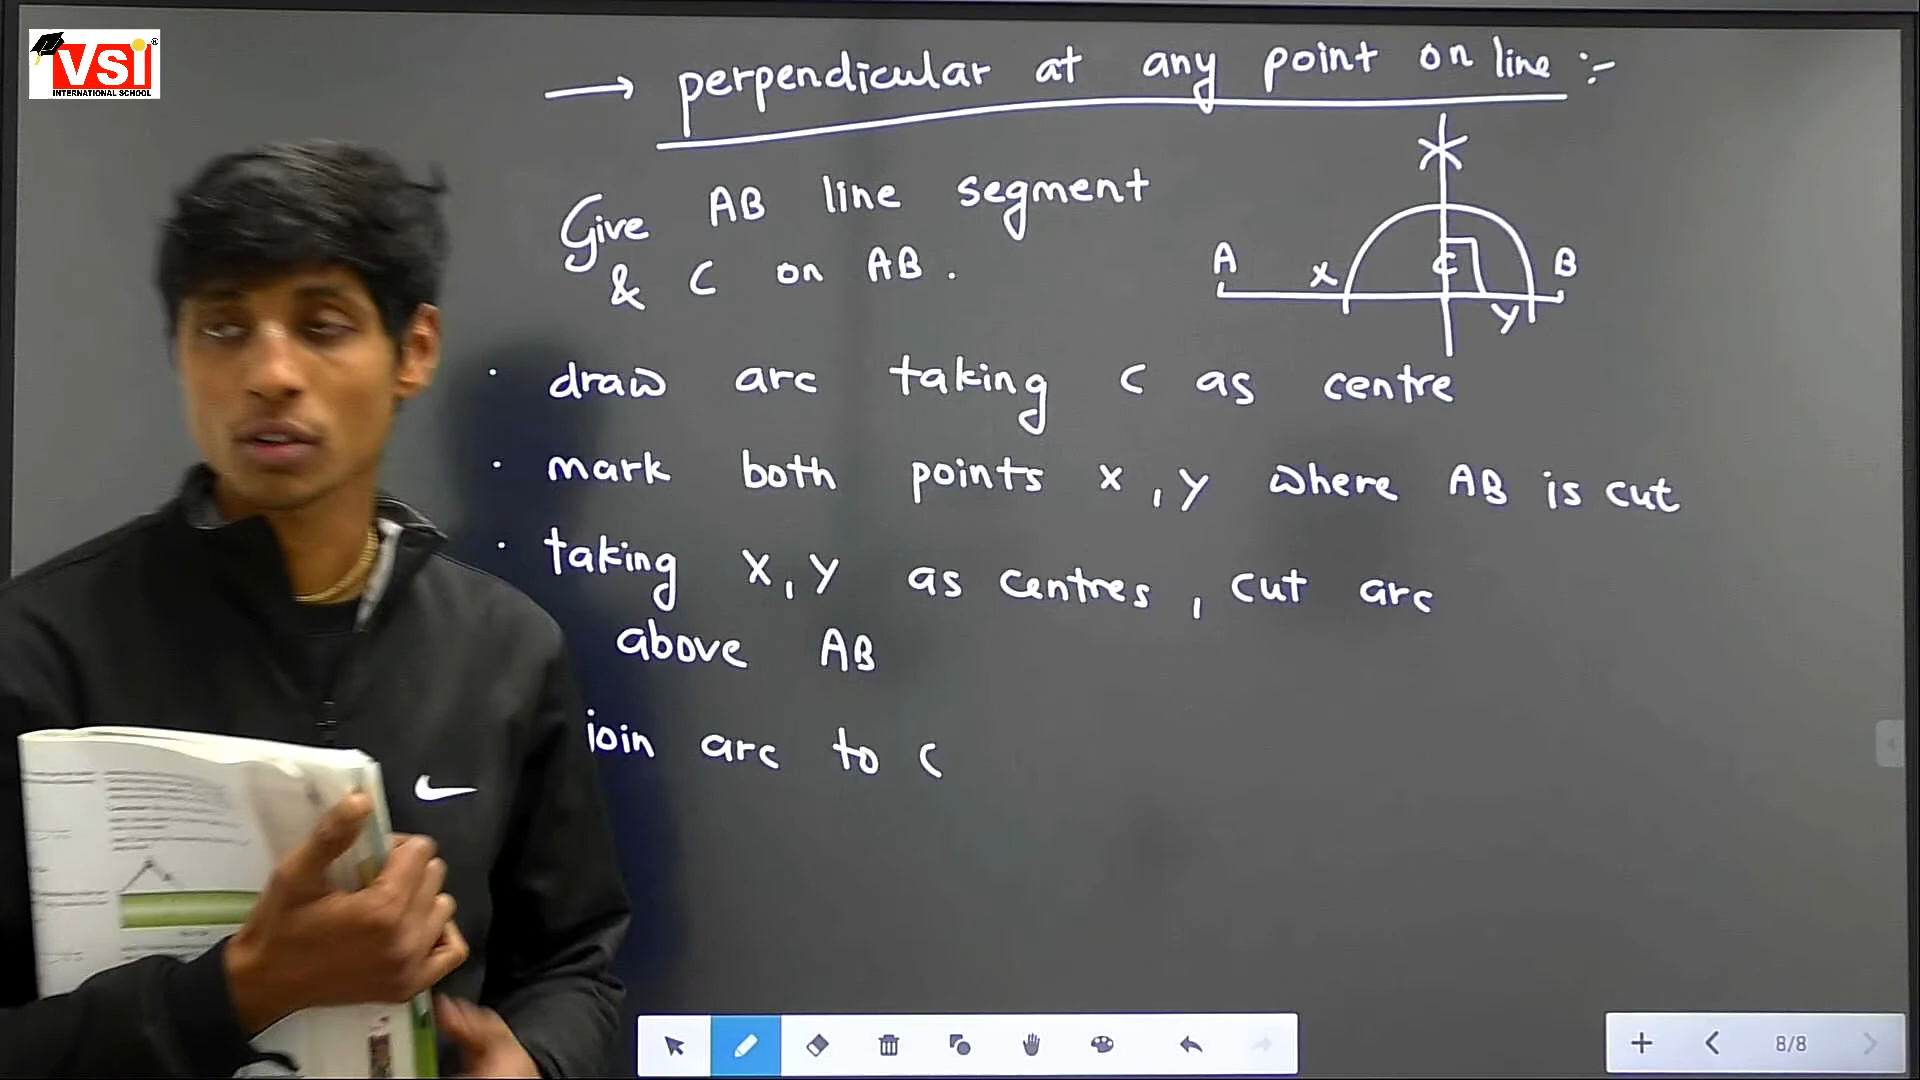 VSI
INTERNATIONAL SCHOOL
→ perpendicular at any point on line :-
Give AB line segment
& C on AB .
A X C Y B
· draw arc taking C as centre
· mark both points X , Y where AB is cut
· taking X , Y as centres , cut arc
above AB
join arc to C
8/8